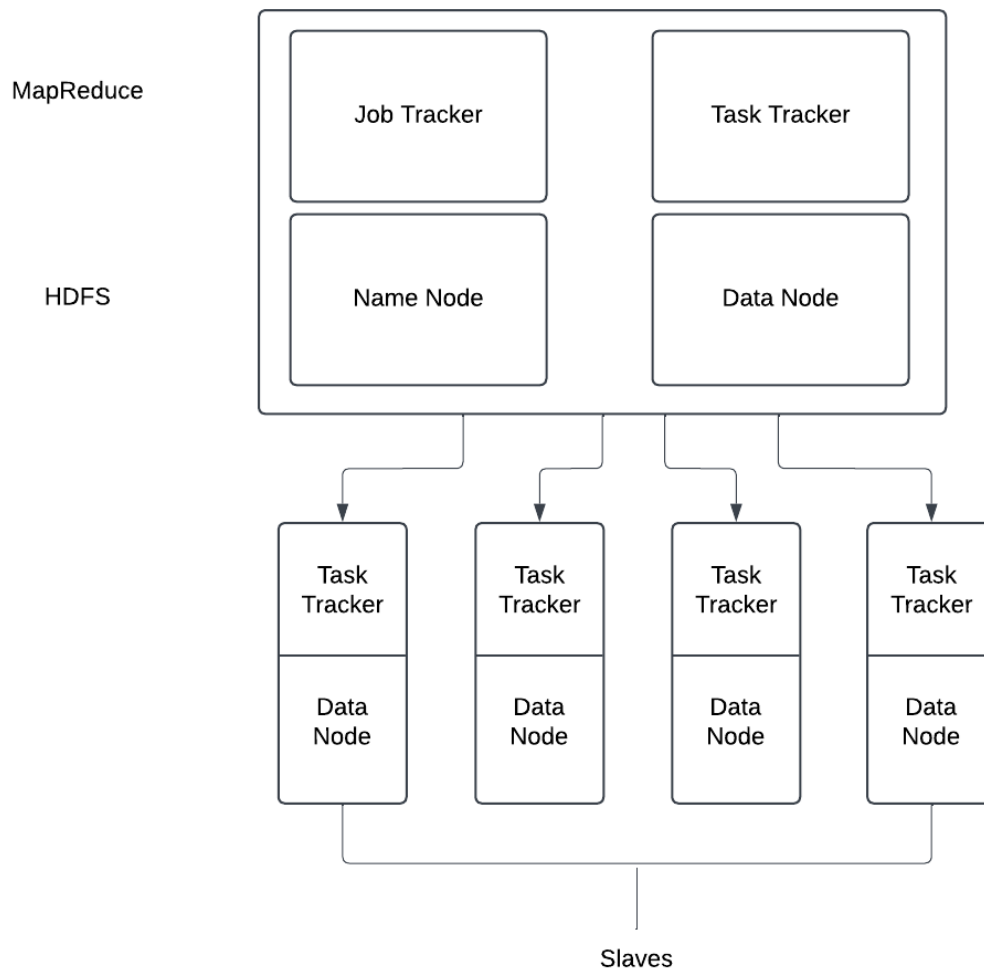 MapReduce
Job Tracker
Task Tracker
HDFS
Name Node
Data Node
Task
Tracker
Task
Tracker
Task
Tracker
Task
Tracker
Data
Node
Data
Node
Data
Node
Data
Node
Slaves